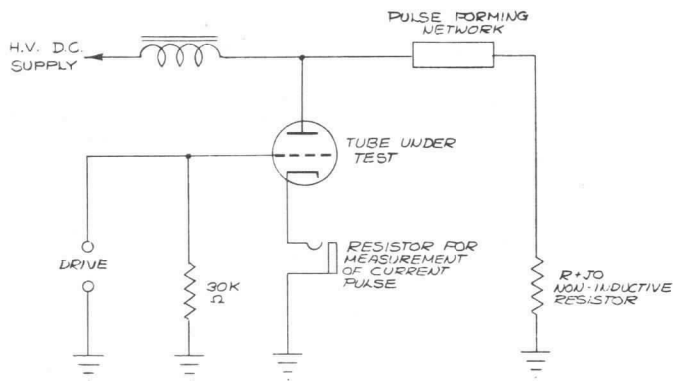 PULSE FORMING
NETWORK
H.V. D.C.
SUPPLY
TUBE UNDER
TEST
DRIVE
30K
Ω
RESISTOR FOR
MEASUREMENT
OF CURRENT
PULSE
R+JO
NON-INDUCTIVE
RESISTOR